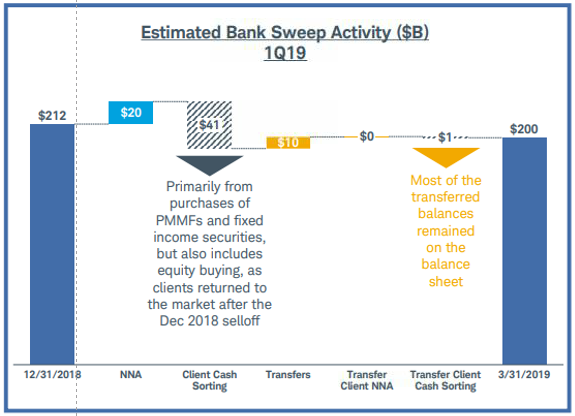 Estimated Bank Sweep Activity ($B)
1Q19
$212
$20
$41
$10
$0
$1
$200
Primarily from
purchases of
PMMFs and fixed
income securities,
but also includes
equity buying, as
clients returned to
the market after the
Dec 2018 selloff
Most of the
transferred
balances
remained
on the
balance
sheet
12/31/2018
NNA
Client Cash
Sorting
Transfers
Transfer
Client NNA
Transfer Client
Cash Sorting
3/31/2019